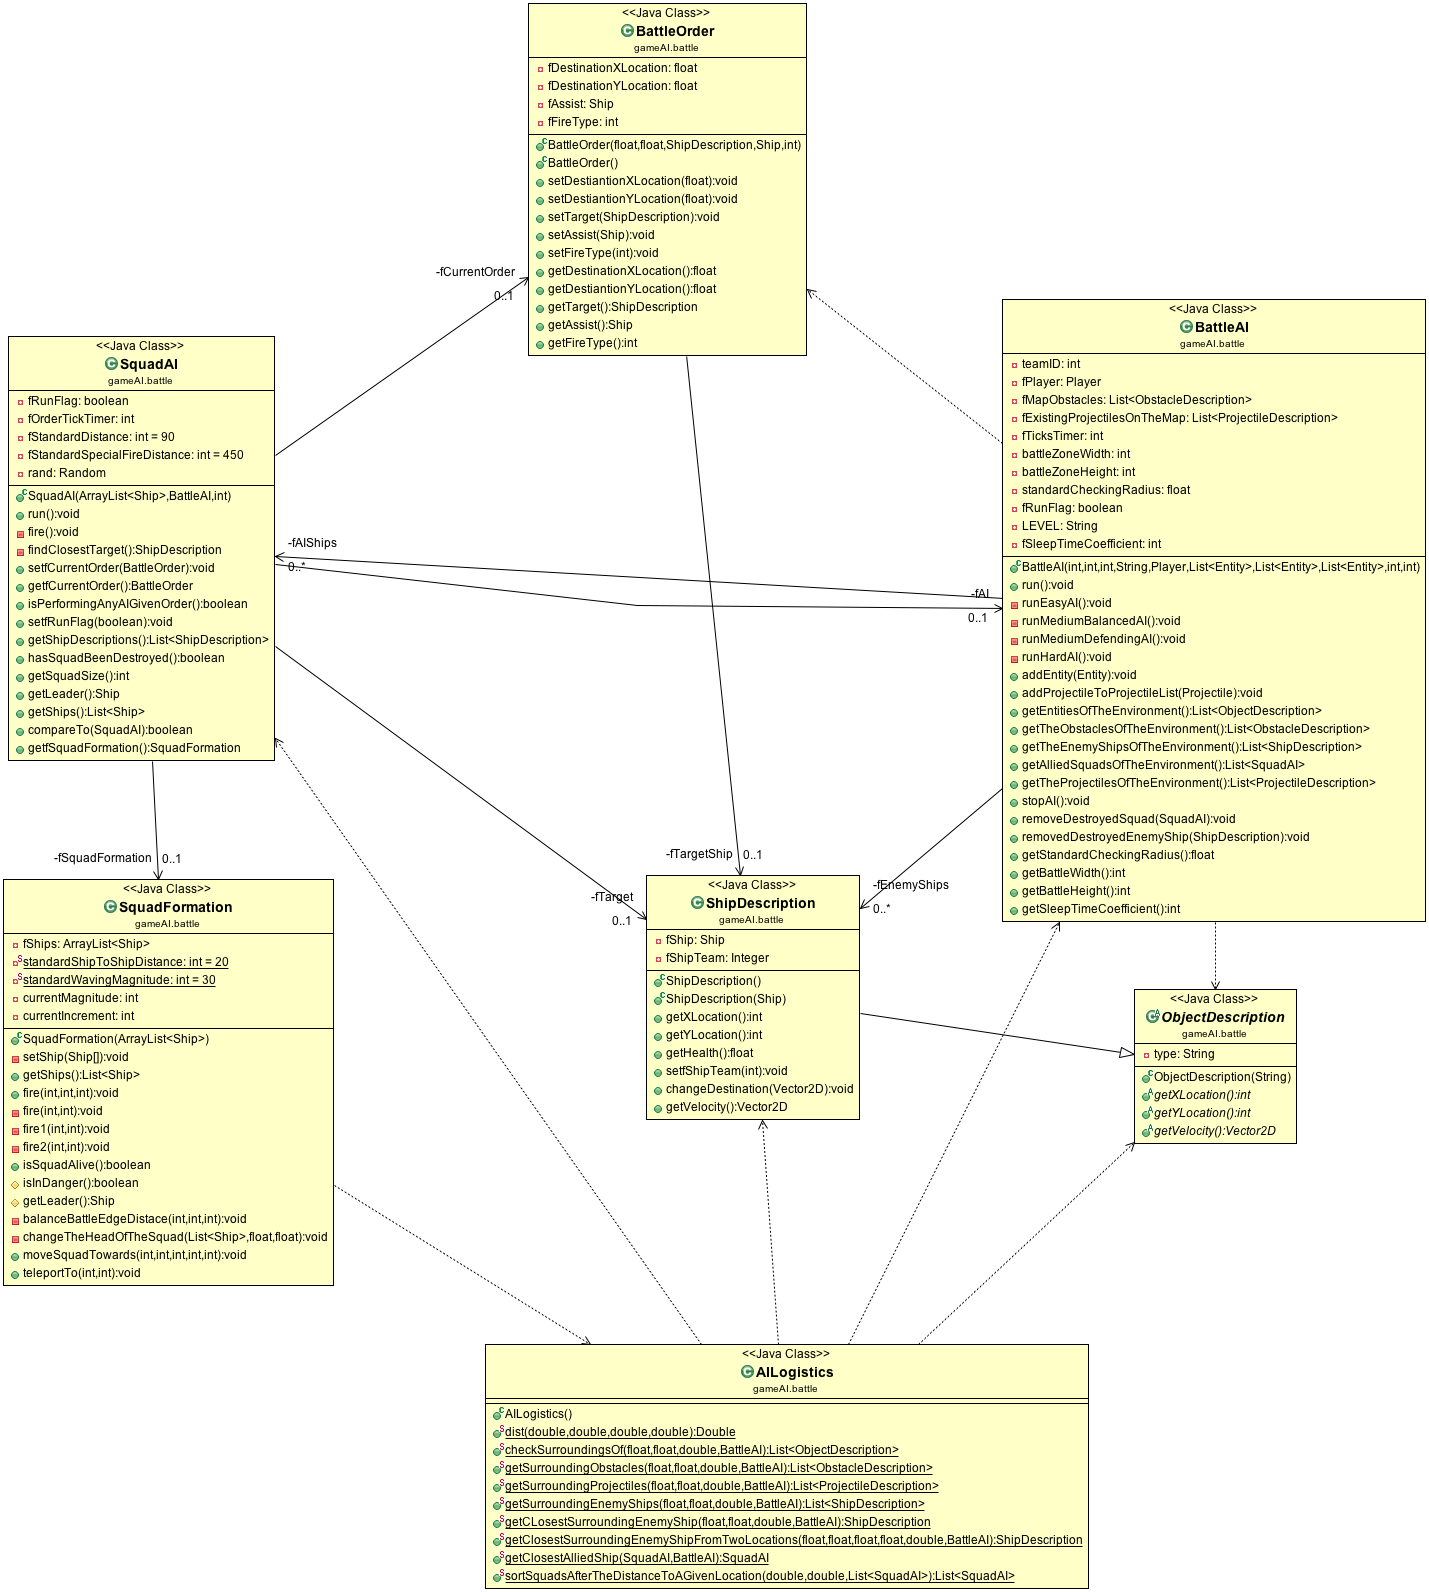 <<Java Class>>
BattleOrder
gameAI.battle
fDestinationXLocation: float
fDestinationYLocation: float
fAssist: Ship
fFireType: int
BattleOrder(float,float,ShipDescription,Ship,int)
BattleOrder()
setDestiantionXLocation(float):void
setDestiantionYLocation(float):void
setTarget(ShipDescription):void
setAssist(Ship):void
setFireType(int):void
getDestinationXLocation():float
getDestiantionYLocation():float
getTarget():ShipDescription
getAssist():Ship
getFireType():int
-fCurrentOrder
0..1
<<Java Class>>
SquadAI
gameAI.battle
fRunFlag: boolean
fOrderTickTimer: int
fStandardDistance: int = 90
fStandardSpecialFireDistance: int = 450
rand: Random
SquadAI(ArrayList<Ship>,BattleAI,int)
run():void
fire():void
findClosestTarget():ShipDescription
setfCurrentOrder(BattleOrder):void
getfCurrentOrder():BattleOrder
isPerformingAnyAIGivenOrder():boolean
setfRunFlag(boolean):void
getShipDescriptions():List<ShipDescription>
hasSquadBeenDestroyed():boolean
getSquadSize():int
getLeader():Ship
getShips():List<Ship>
compareTo(SquadAI):boolean
getfSquadFormation():SquadFormation
-fAIShips
0..*
-fAI
0..1
<<Java Class>>
BattleAI
gameAI.battle
teamID: int
fPlayer: Player
fMapObstacles: List<ObstacleDescription>
fExistingProjectilesOnTheMap: List<ProjectileDescription>
fTicksTimer: int
battleZoneWidth: int
battleZoneHeight: int
standardCheckingRadius: float
fRunFlag: boolean
LEVEL: String
fSleepTimeCoefficient: int
BattleAI(int,int,int,String,Player,List<Entity>,List<Entity>,List<Entity>,int,int)
run():void
runEasyAI():void
runMediumBalancedAI():void
runMediumDefendingAI():void
runHardAI():void
addEntity(Entity):void
addProjectileToProjectileList(Projectile):void
getEntitiesOfTheEnvironment():List<ObjectDescription>
getTheObstaclesOfTheEnvironment():List<ObstacleDescription>
getTheEnemyShipsOfTheEnvironment():List<ShipDescription>
getAlliedSquadsOfTheEnvironment():List<SquadAI>
getTheProjectilesOfTheEnvironment():List<ProjectileDescription>
stopAI():void
removeDestroyedSquad(SquadAI):void
removedDestroyedEnemyShip(ShipDescription):void
getStandardCheckingRadius():float
getBattleWidth():int
getBattleHeight():int
getSleepTimeCoefficient():int
-fSquadFormation
0..1
-fTargetShip
0..1
-fTarget
0..1
-fEnemyShips
0..*
<<Java Class>>
SquadFormation
gameAI.battle
fShips: ArrayList<Ship>
standardShipToShipDistance: int = 20
standardWavingMagnitude: int = 30
currentMagnitude: int
currentIncrement: int
SquadFormation(ArrayList<Ship>)
setShip(Ship[]):void
getShips():List<Ship>
fire(int,int,int):void
fire(int,int):void
fire1(int,int):void
fire2(int,int):void
isSquadAlive():boolean
isInDanger():boolean
getLeader():Ship
balanceBattleEdgeDistace(int,int,int):void
changeTheHeadOfTheSquad(List<Ship>,float,float):void
moveSquadTowards(int,int,int,int,int):void
teleportTo(int,int):void
<<Java Class>>
ShipDescription
gameAI.battle
fShip: Ship
fShipTeam: Integer
ShipDescription()
ShipDescription(Ship)
getXLocation():int
getYLocation():int
getHealth():float
setfShipTeam(int):void
changeDestination(Vector2D):void
getVelocity():Vector2D
<<Java Class>>
ObjectDescription
gameAI.battle
type: String
ObjectDescription(String)
getXLocation():int
getYLocation():int
getVelocity():Vector2D
<<Java Class>>
AILogistics
gameAI.battle
AILogistics()
dist(double,double,double,double):Double
checkSurroundingsOf(float,float,double,BattleAI):List<ObjectDescription>
getSurroundingObstacles(float,float,double,BattleAI):List<ObstacleDescription>
getSurroundingProjectiles(float,float,double,BattleAI):List<ProjectileDescription>
getSurroundingEnemyShips(float,float,double,BattleAI):List<ShipDescription>
getCLosestSurroundingEnemyShip(float,float,double,BattleAI):ShipDescription
getClosestSurroundingEnemyShipFromTwoLocations(float,float,float,float,double,BattleAI):ShipDescription
getClosestAlliedShip(SquadAI,BattleAI):SquadAI
sortSquadsAfterTheDistanceToAGivenLocation(double,double,List<SquadAI>):List<SquadAI>